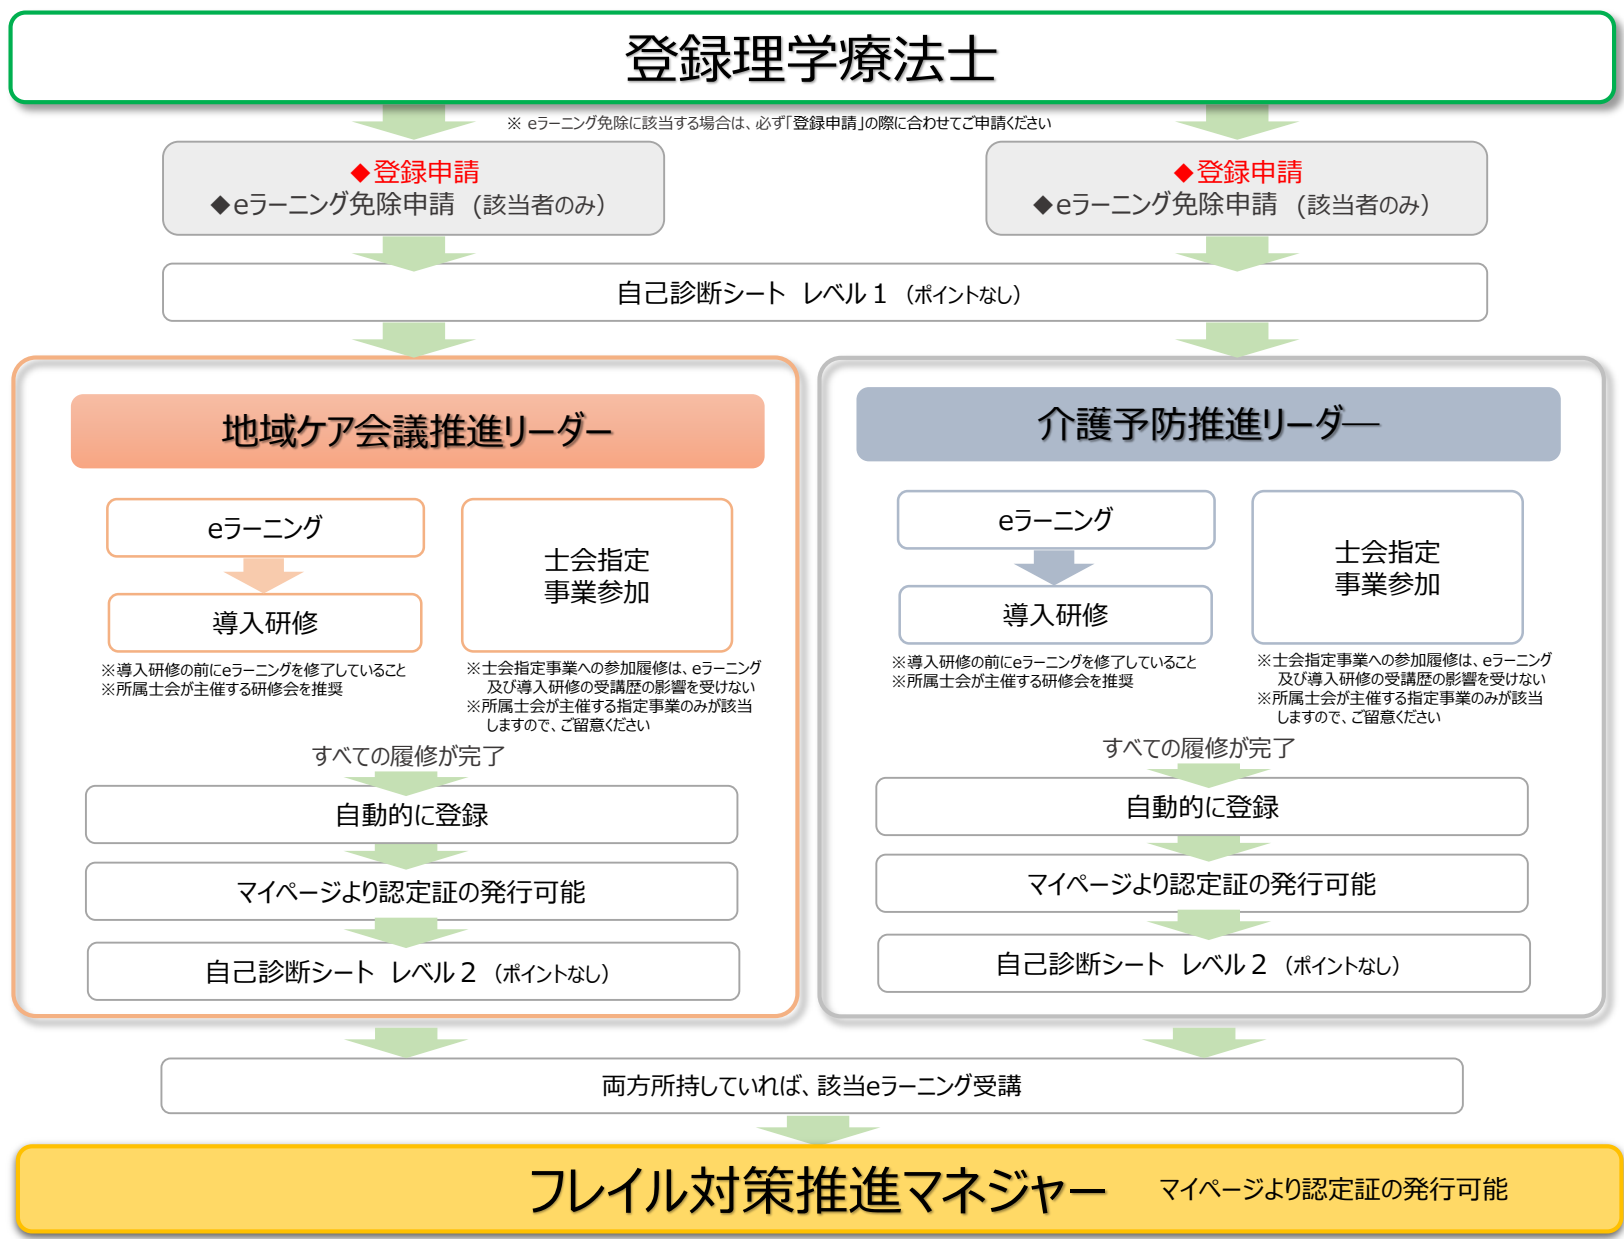 登録理学療法士
※ eラーニング免除に該当する場合は、必ず「登録申請」の際に合わせてご申請ください
◆登録申請
◆eラーニング免除申請 （該当者のみ）
◆登録申請
◆eラーニング免除申請 （該当者のみ）
自己診断シート レベル１ （ポイントなし）
地域ケア会議推進リーダー
eラーニング
導入研修
※導入研修の前にeラーニングを修了していること
※所属士会が主催する研修会を推奨
士会指定
事業参加
※士会指定事業への参加履修は、eラーニング
及び導入研修の受講歴の影響を受けない
※所属士会が主催する指定事業のみが該当
しますので、ご留意ください
すべての履修が完了
自動的に登録
マイページより認定証の発行可能
自己診断シート レベル２ （ポイントなし）
介護予防推進リーダ―
eラーニング
導入研修
※導入研修の前にeラーニングを修了していること
※所属士会が主催する研修会を推奨
士会指定
事業参加
※士会指定事業への参加履修は、eラーニング
及び導入研修の受講歴の影響を受けない
※所属士会が主催する指定事業のみが該当
しますので、ご留意ください
すべての履修が完了
自動的に登録
マイページより認定証の発行可能
自己診断シート レベル２ （ポイントなし）
両方所持していれば、該当eラーニング受講
フレイル対策推進マネジャー マイページより認定証の発行可能